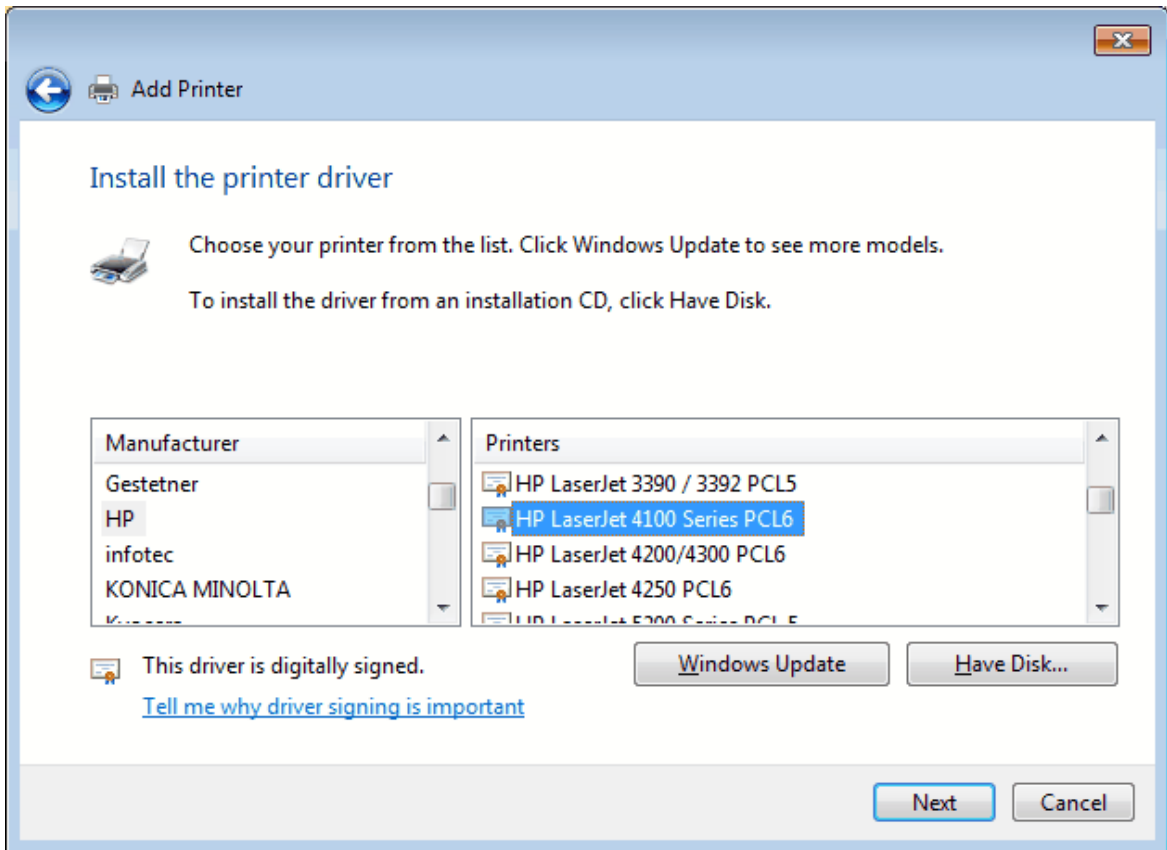 Add Printer
Install the printer driver
Choose your printer from the list. Click Windows Update to see more models.
To install the driver from an installation CD, click Have Disk.
Manufacturer
Gestetner
HP
infotec
KONICA MINOLTA
Printers
HP LaserJet 3390 / 3392 PCL5
HP LaserJet 4100 Series PCL6
HP LaserJet 4200/4300 PCL6
HP LaserJet 4250 PCL6
This driver is digitally signed.
Tell me why driver signing is important
Windows Update
Have Disk...
Next
Cancel